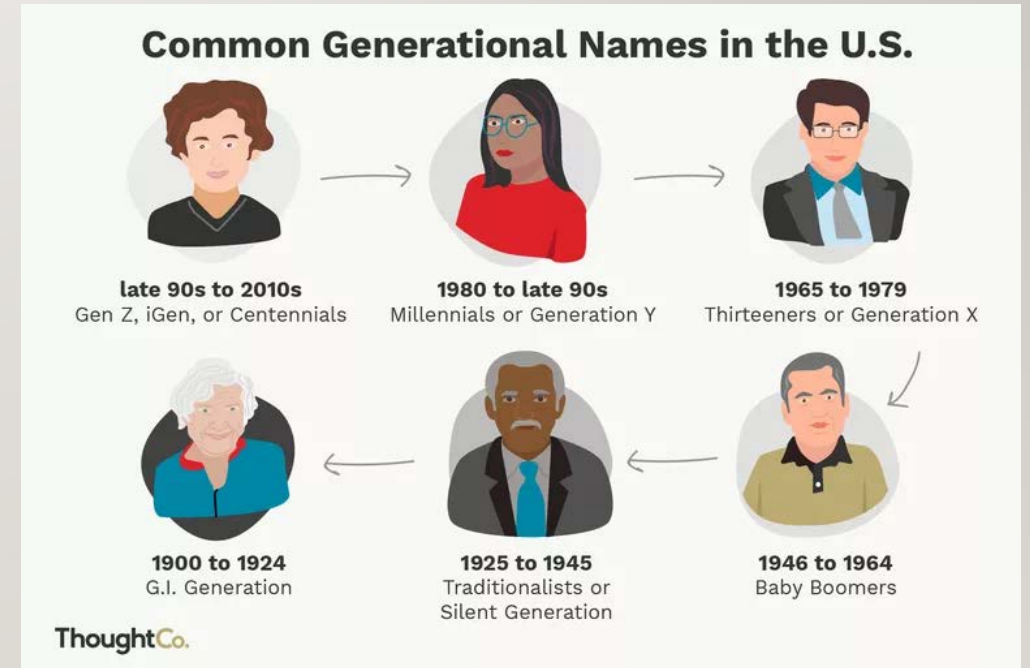 Common Generational Names in the U.S.
late 90s to 2010s
Gen Z, iGen, or Centennials
1980 to late 90s
Millennials or Generation Y
1965 to 1979
Thirteeners or Generation X
1900 to 1924
G.I. Generation
1925 to 1945
Traditionalists or
Silent Generation
1946 to 1964
Baby Boomers
ThoughtCo.